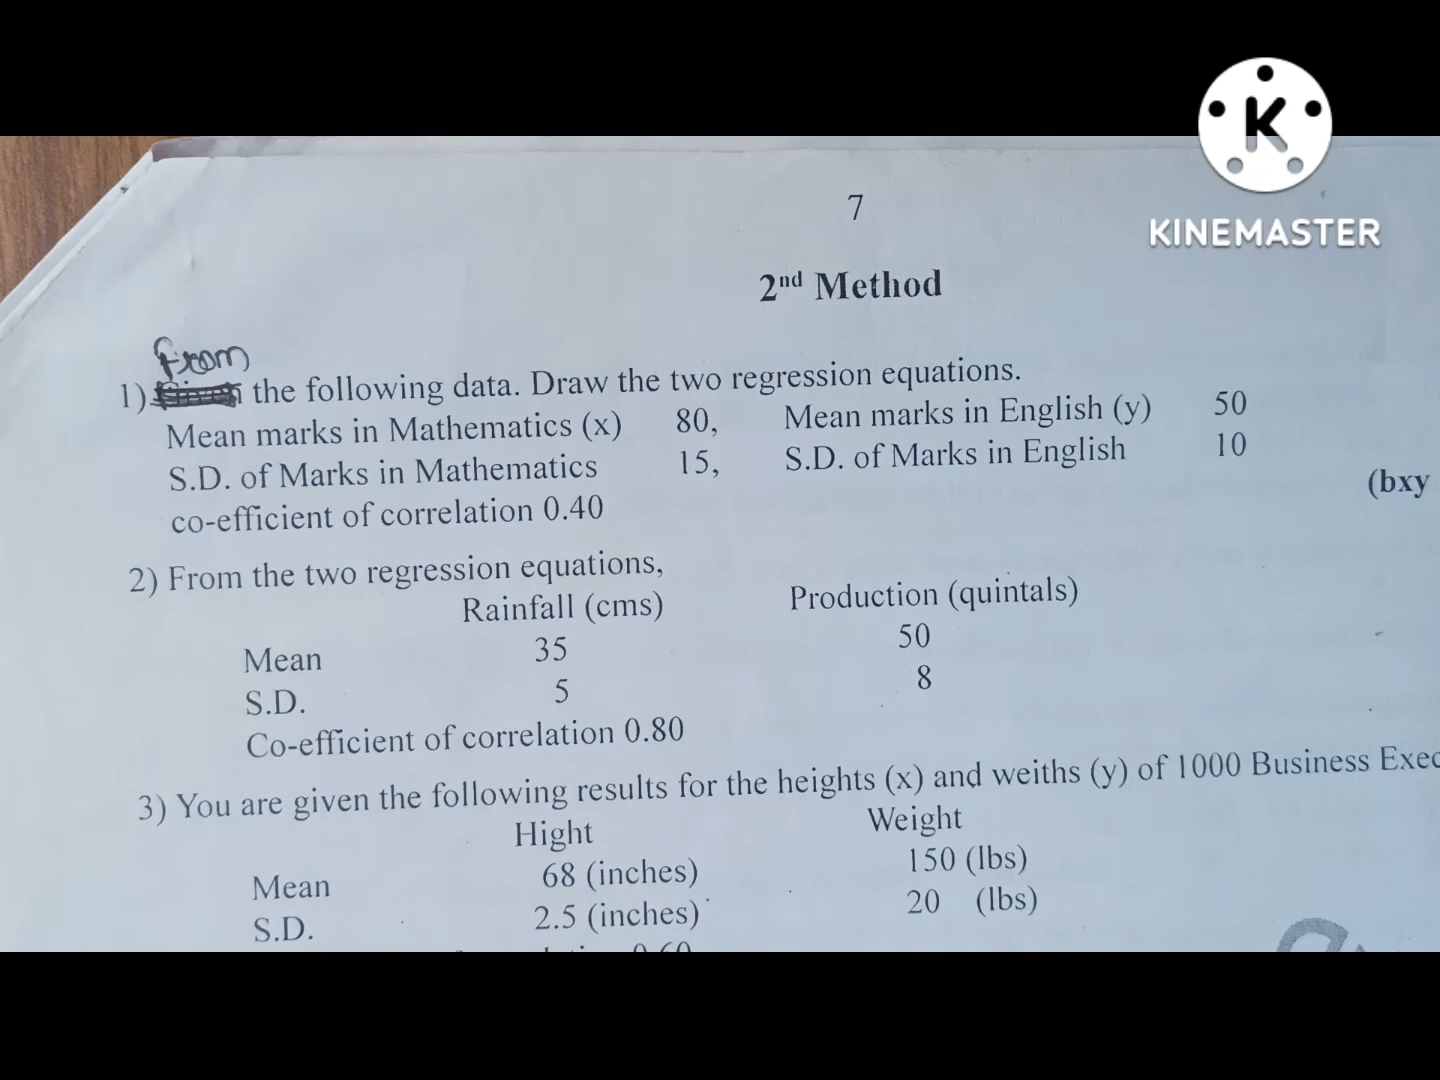 K
KINEMASTER
7
2nd Method
From
1) the following data. Draw the two regression equations.
Mean marks in Mathematics (x) 80, Mean marks in English (y) 50
S.D. of Marks in Mathematics 15, S.D. of Marks in English 10
co-efficient of correlation 0.40 (bxy
2) From the two regression equations,
Rainfall (cms) Production (quintals)
Mean 35 50
S.D. 5 8
Co-efficient of correlation 0.80
3) You are given the following results for the heights (x) and weiths (y) of 1000 Business Exec
Hight Weight
Mean 68 (inches) 150 (lbs)
S.D. 2.5 (inches) 20 (lbs)